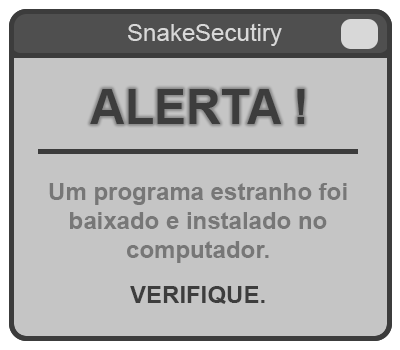 SnakeSecutiry
ALERTA !
Um programa estranho foi
baixado e instalado no
computador.
VERIFIQUE.